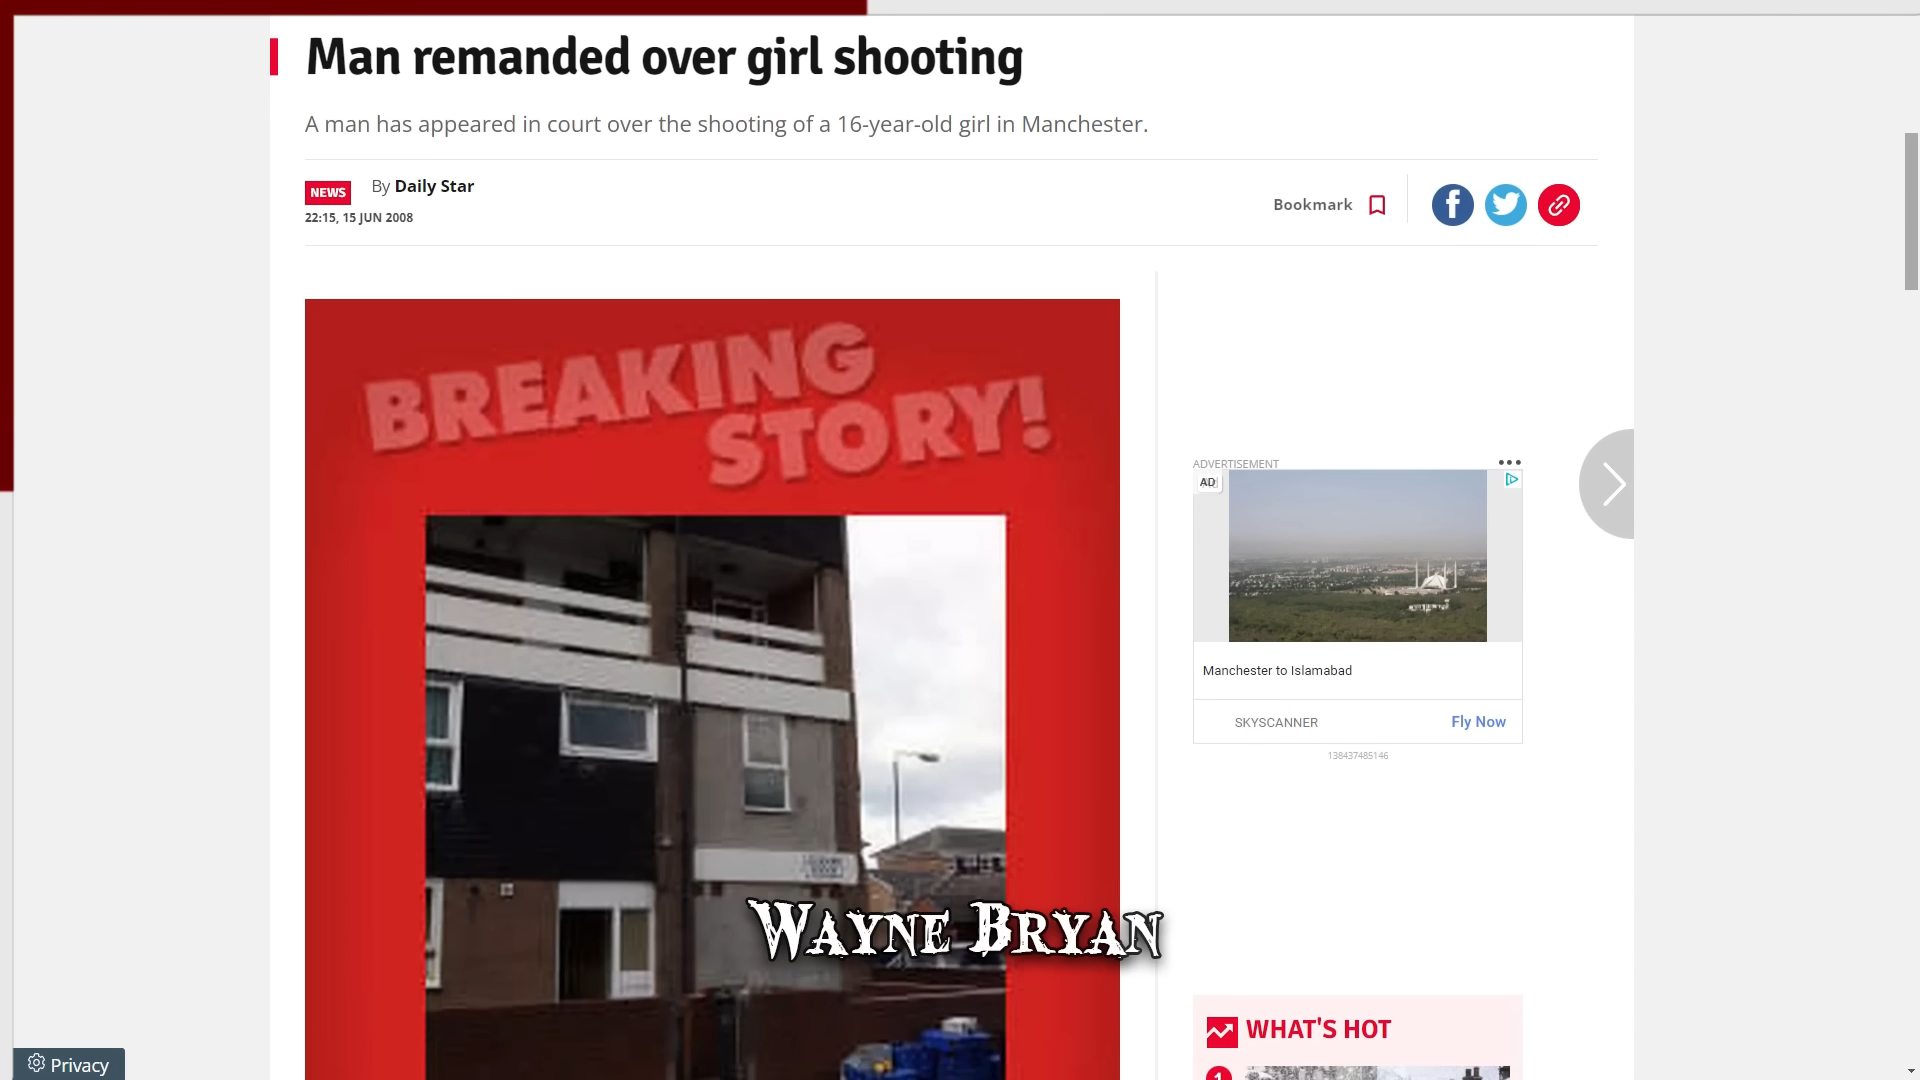 Man remanded over girl shooting
A man has appeared in court over the shooting of a 16-year-old girl in Manchester.
NEWS
By Daily Star
22:15, 15 JUN 2008
Bookmark
BREAKING
STORY!
ADVERTISEMENT
AD
Manchester to Islamabad
SKYSCANNER
Fly Now
138437485146
WAYNE BRYAN
WHAT'S HOT
1
Privacy